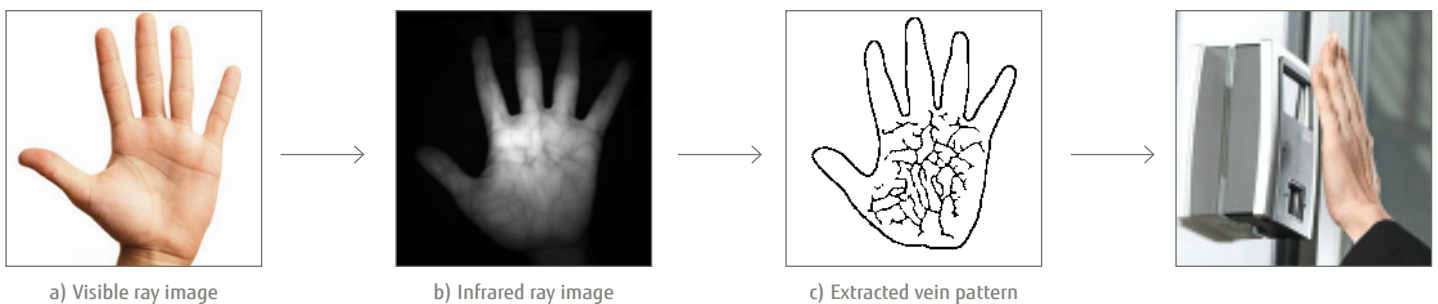 a) Visible ray image
b) Infrared ray image
c) Extracted vein pattern